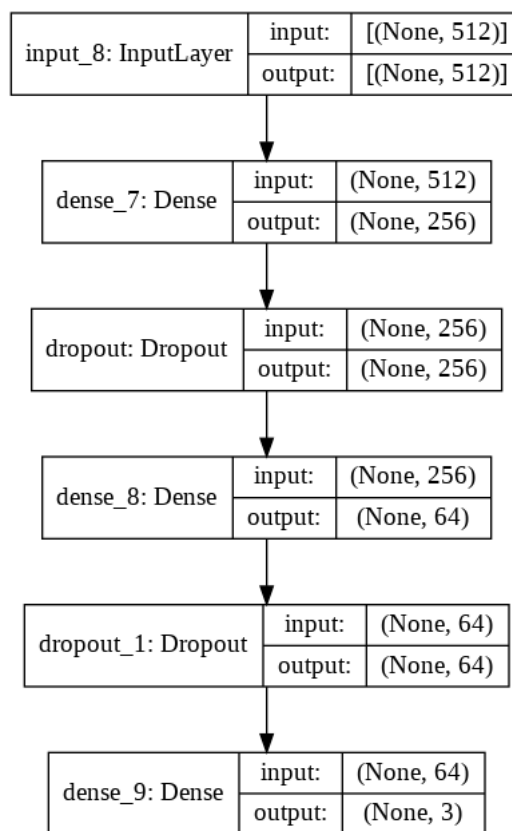 input_8: InputLayer
input: [(None, 512)]
output: [(None, 512)]
dense_7: Dense
input: (None, 512)
output: (None, 256)
dropout: Dropout
input: (None, 256)
output: (None, 256)
dense_8: Dense
input: (None, 256)
output: (None, 64)
dropout_1: Dropout
input: (None, 64)
output: (None, 64)
dense_9: Dense
input: (None, 64)
output: (None, 3)